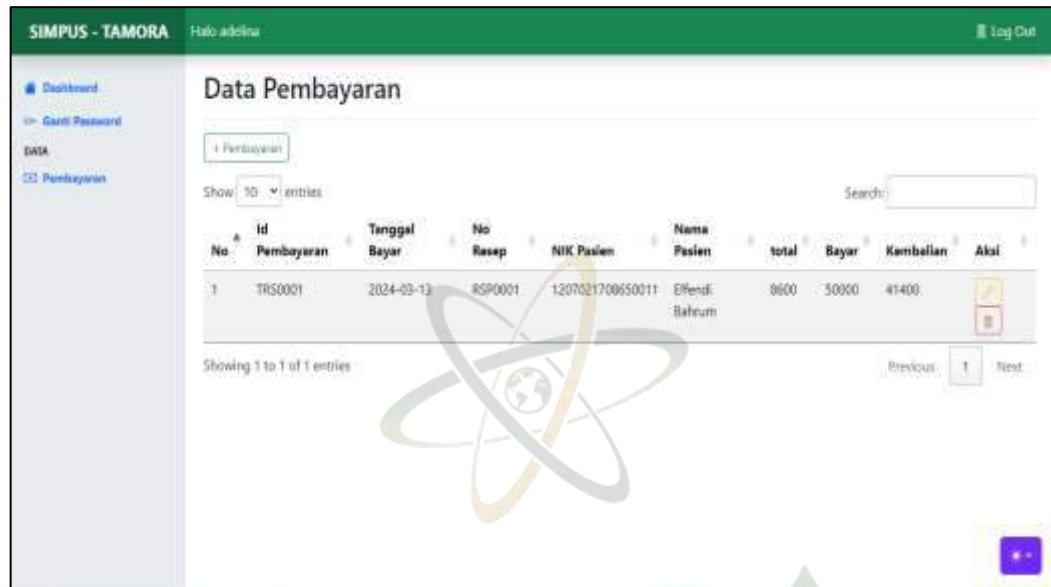 SIMPUS - TAMORA
Halo adelina
Log Out
Dashboard
Ganti Password
DATA
Pembayaran
Data Pembayaran
+ Pembayaran
Show 10 entries
Search:
No Id Pembayaran Tanggal Bayar No Resep NIK Pasien Nama Pasien total Bayar Kembalian Aksi
1 TRS0001 2024-03-13 RSP0001 1207021708650011 Effendi Bahrum 8600 50000 41400
Showing 1 to 1 of 1 entries
Previous 1 Next